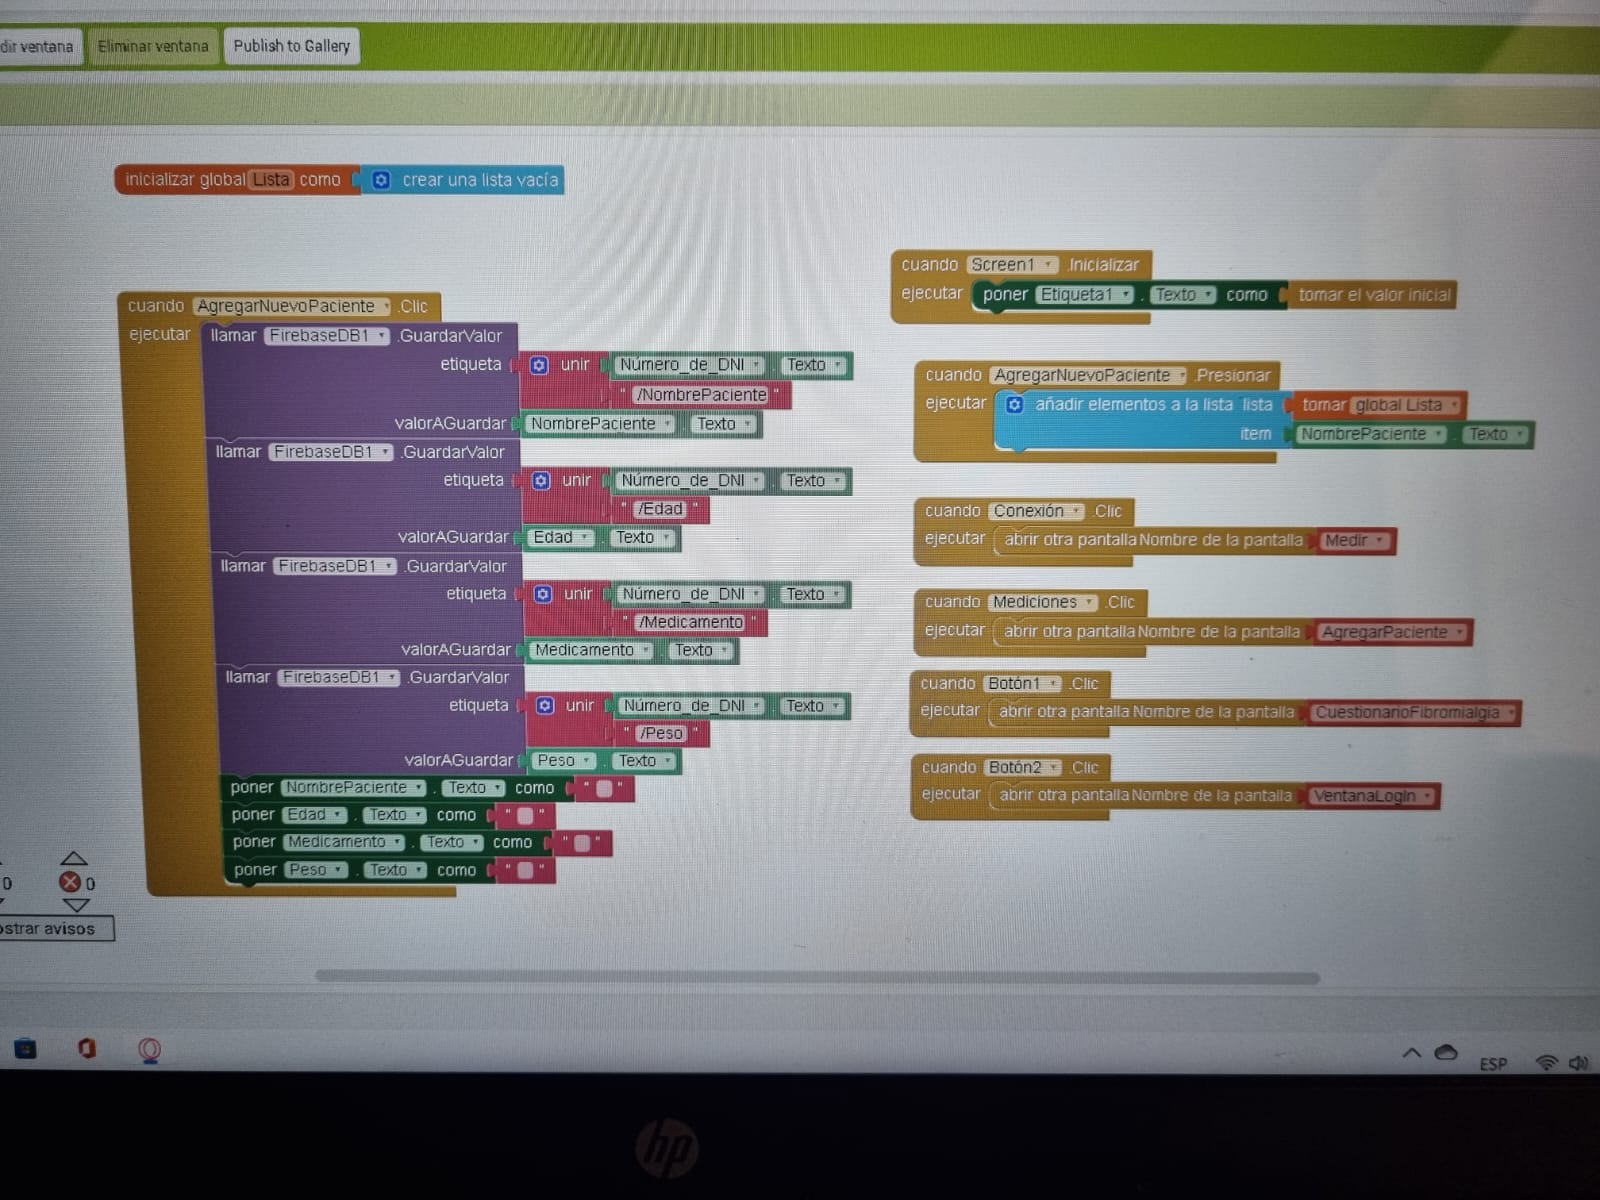 dir ventana
Eliminar ventana
Publish to Gallery
inicializar global Lista como crear una lista vacía
cuando AgregarNuevoPaciente .Clic
ejecutar llamar FirebaseDB1 .GuardarValor
etiqueta unir Número_de_DNI . Texto
" /NombrePaciente "
valorAGuardar NombrePaciente . Texto
llamar FirebaseDB1 .GuardarValor
etiqueta unir Número_de_DNI . Texto
" /Edad "
valorAGuardar Edad . Texto
llamar FirebaseDB1 .GuardarValor
etiqueta unir Número_de_DNI . Texto
" /Medicamento "
valorAGuardar Medicamento . Texto
llamar FirebaseDB1 .GuardarValor
etiqueta unir Número_de_DNI . Texto
" /Peso "
valorAGuardar Peso . Texto
poner NombrePaciente . Texto como " "
poner Edad . Texto como " "
poner Medicamento . Texto como " "
poner Peso . Texto como " "
cuando Screen1 .Inicializar
ejecutar poner Etiqueta1 . Texto como tomar el valor inicial
cuando AgregarNuevoPaciente .Presionar
ejecutar añadir elementos a la lista lista tomar global Lista
item NombrePaciente . Texto
cuando Conexión .Clic
ejecutar abrir otra pantalla Nombre de la pantalla Medir
cuando Mediciones .Clic
ejecutar abrir otra pantalla Nombre de la pantalla AgregarPaciente
cuando Botón1 .Clic
ejecutar abrir otra pantalla Nombre de la pantalla CuestionarioFibromialgia
cuando Botón2 .Clic
ejecutar abrir otra pantalla Nombre de la pantalla VentanaLogIn
0 0
ostrar avisos
ESP
hp